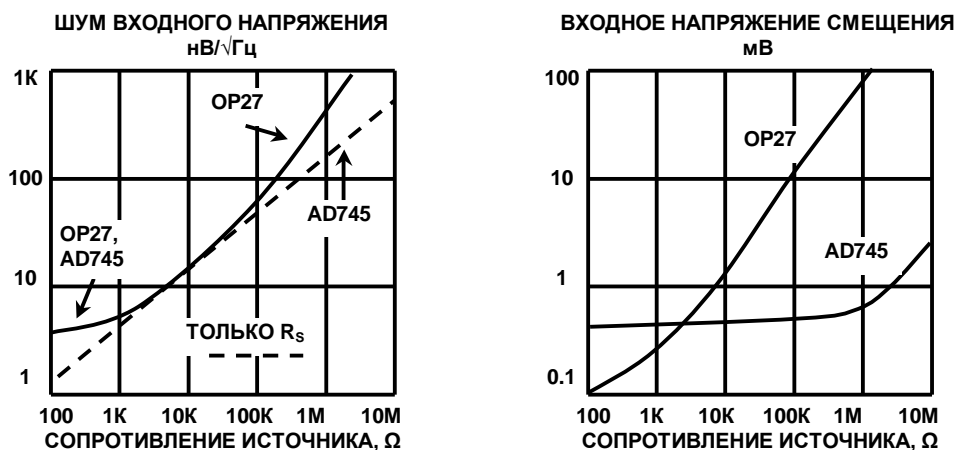 ШУМ ВХОДНОГО НАПРЯЖЕНИЯ
нВ/√Гц
1К
100
10
1
OP27
AD745
OP27,
AD745
ТОЛЬКО RS
100 1К 10К 100К 1М 10М
СОПРОТИВЛЕНИЕ ИСТОЧНИКА, Ω
ВХОДНОЕ НАПРЯЖЕНИЕ СМЕЩЕНИЯ
мВ
100
10
1
0.1
OP27
AD745
100 1К 10К 100К 1М 10М
СОПРОТИВЛЕНИЕ ИСТОЧНИКА, Ω